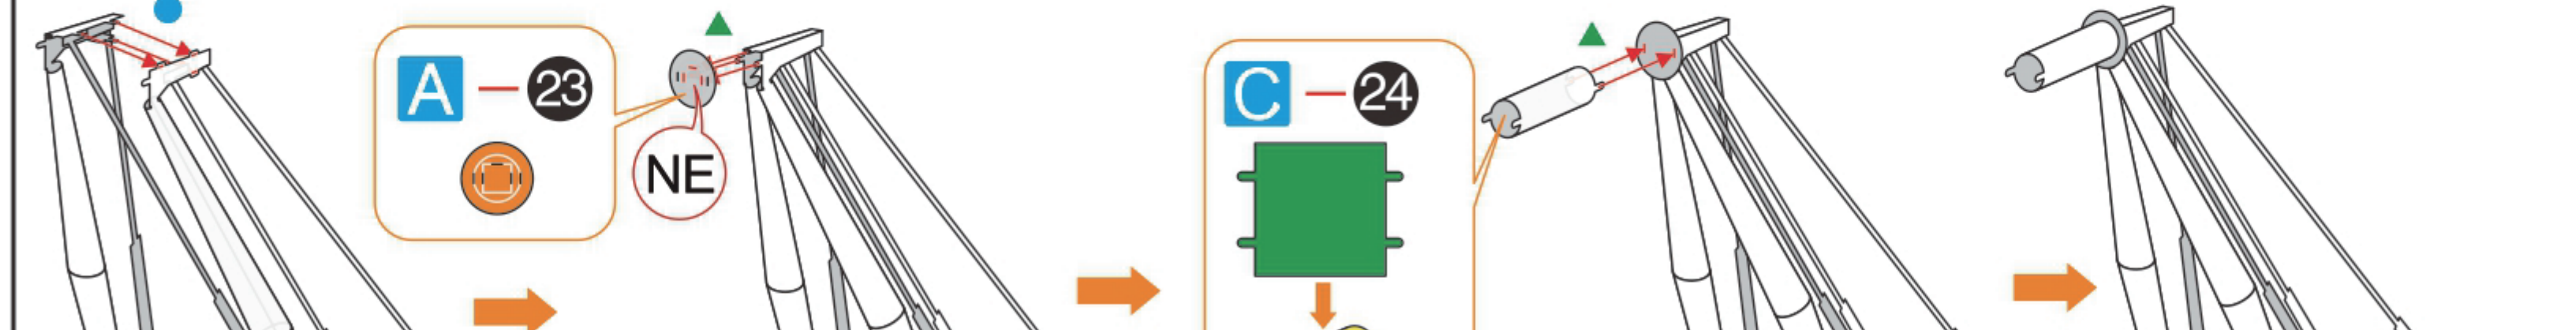 A — 23
NE
C — 24